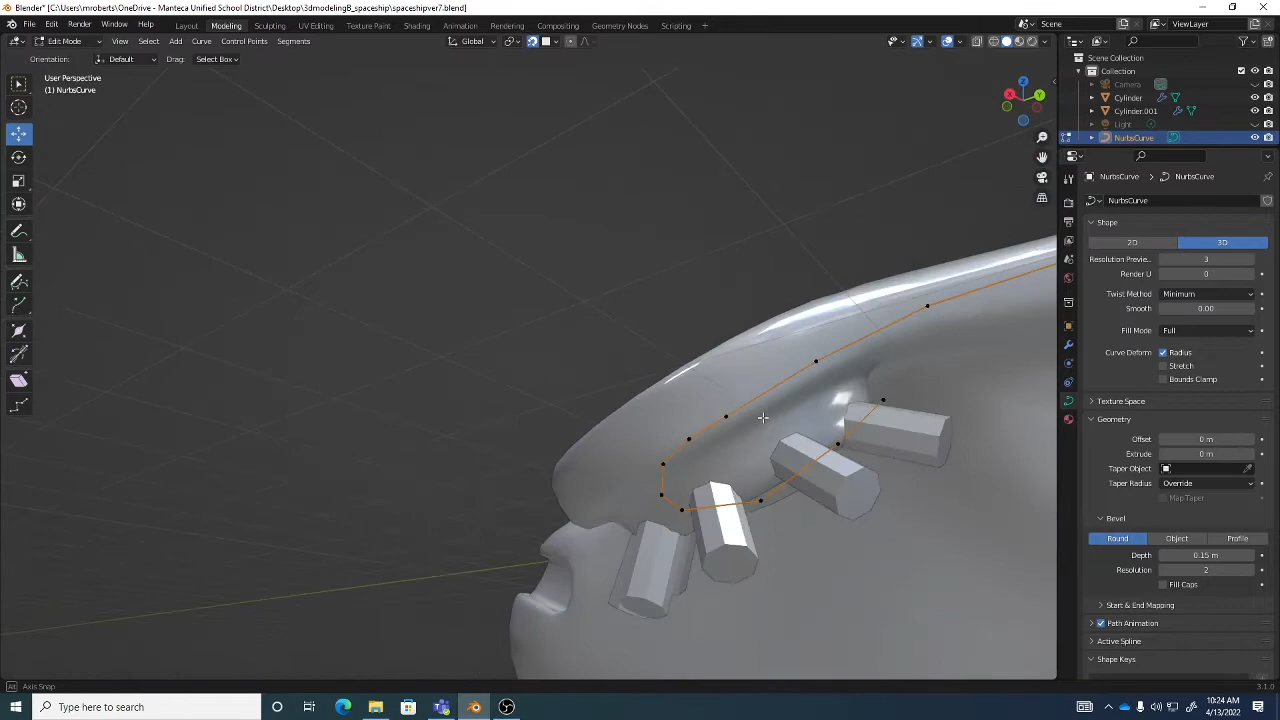 Blender* [C:\Users\mroberts\OneDrive - Manteca Unified School District\Desktop\3dmodelingB_spaceship\spaceshipver7.blend]
File Edit Render Window Help Layout Modeling Sculpting UV Editing Texture Paint Shading Animation Rendering Compositing Geometry Nodes Scripting + Scene ViewLayer
Edit Mode View Select Add Curve Control Points Segments Global
Orientation: Default Drag: Select Box
User Perspective
(1) NurbsCurve
X
Y
Z
Scene Collection
Collection
Camera
Cylinder
Cylinder.001
Light
NurbsCurve
NurbsCurve > NurbsCurve
NurbsCurve
Shape
2D 3D
Resolution Previe.. 3
Render U 0
Twist Method Minimum
Smooth 0.00
Fill Mode Full
Curve Deform Radius
Stretch
Bounds Clamp
Texture Space
Geometry
Offset 0 m
Extrude 0 m
Taper Object
Taper Radius Override
Map Taper
Bevel
Round Object Profile
Depth 0.15 m
Resolution 2
Fill Caps
Start & End Mapping
Path Animation
Active Spline
Shape Keys
Alt Axis Snap 3.1.0
Type here to search
10:24 AM
4/13/2022